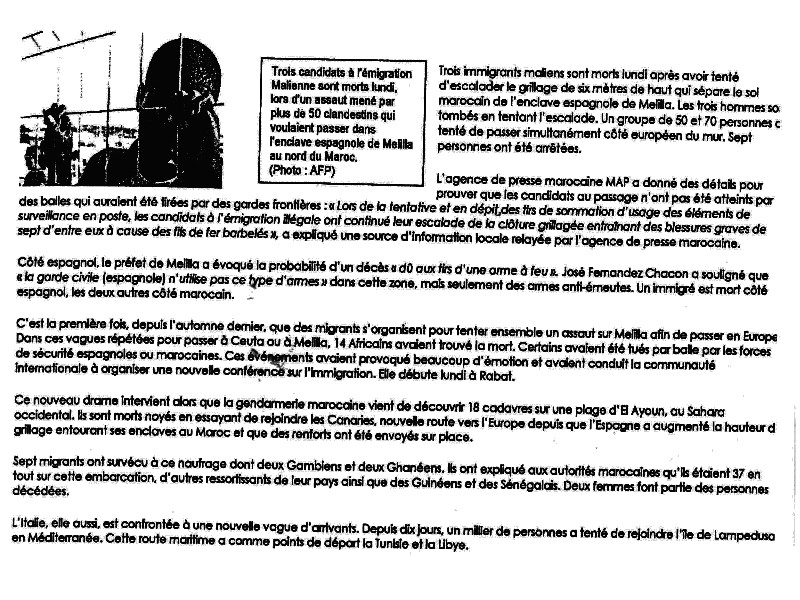 Trois candidats à l'émigration
Malienne sont morts lundi,
lors d'un assaut mené par
plus de 50 clandestins qui
voulaient passer dans
l'enclave espagnole de Melilla
au nord du Maroc.
(Photo : AFP)
Trois immigrants maliens sont morts lundi après avoir tenté
d'escalader le grillage de six mètres de haut qui sépare le sol
marocain de l'enclave espagnole de Melilla. Les trois hommes so
tombés en tentant l'escalade. Un groupe de 50 et 70 personnes
tenté de passer simultanément côté européen du mur. Sept
personnes ont été arrêtées.
L'agence de presse marocaine MAP a donné des détails pour
prouver que les candidats au passage n'ont pas été atteints par
des balles qui auraient été tirées par des gardes frontières : « Lors de la tentative et en dépit,des tirs de sommation d'usage des éléments de
surveillance en poste, les candidats à l'émigration illégale ont continué leur escalade de la clôture grillagée entraînant des blessures graves de
sept d'entre eux à cause des fils de fer barbelés », a expliqué une source d'information locale relayée par l'agence de presse marocaine.
Côté espagnol, le préfet de Melilla a évoqué la probabilité d'un décès « dû aux tirs d'une arme à feu ». José Fernandez Chacon a souligné que
« la garde civile (espagnole) n'utilise pas ce type d'armes » dans cette zone, mais seulement des armes anti-émeutes. Un immigré est mort côté
espagnol, les deux autres côté marocain.
C'est la première fois, depuis l'automne dernier, que des migrants s'organisent pour tenter ensemble un assaut sur Melilla afin de passer en Europe
Dans ces vagues répétées pour passer à Ceuta ou à Melilla, 14 Africains avaient trouvé la mort. Certains avaient été tués par balle par les forces
de sécurité espagnoles ou marocaines. Ces événements avaient provoqué beaucoup d'émotion et avaient conduit la communauté
internationale à organiser une nouvelle conférence sur l'immigration. Elle débute lundi à Rabat.
Ce nouveau drame intervient alors que la gendarmerie marocaine vient de découvrir 18 cadavres sur une plage d'El Ayoun, au Sahara
occidental. Ils sont morts noyés en essayant de rejoindre les Canaries, nouvelle route vers l'Europe depuis que l'Espagne a augmenté la hauteur d
grillage entourant ses enclaves au Maroc et que des renforts ont été envoyés sur place.
Sept migrants ont survécu à ce naufrage dont deux Gambiens et deux Ghanéens. Ils ont expliqué aux autorités marocaines qu'ils étaient 37 en
tout sur cette embarcation, d'autres ressortissants de leur pays ainsi que des Guinéens et des Sénégalais. Deux femmes font partie des personnes
décédées.
L'Italie, elle aussi, est confrontée à une nouvelle vague d'arrivants. Depuis dix jours, un millier de personnes a tenté de rejoindre l'île de Lampedusa
en Méditerranée. Cette route maritime a comme points de départ la Tunisie et la Libye.